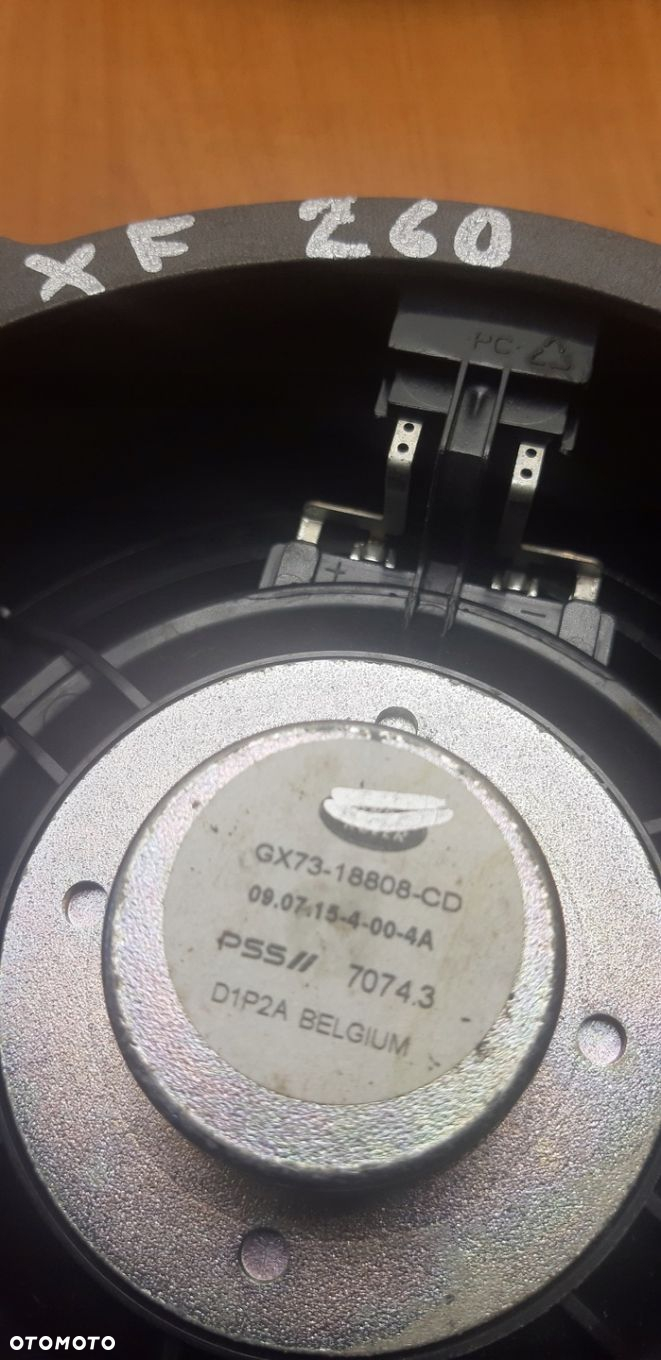 XF 260
PC
+ -
GX73-18808-CD
09.07.15-4-00-4A
PSS 7074.3
D1P2A BELGIUM
OTOMOTO